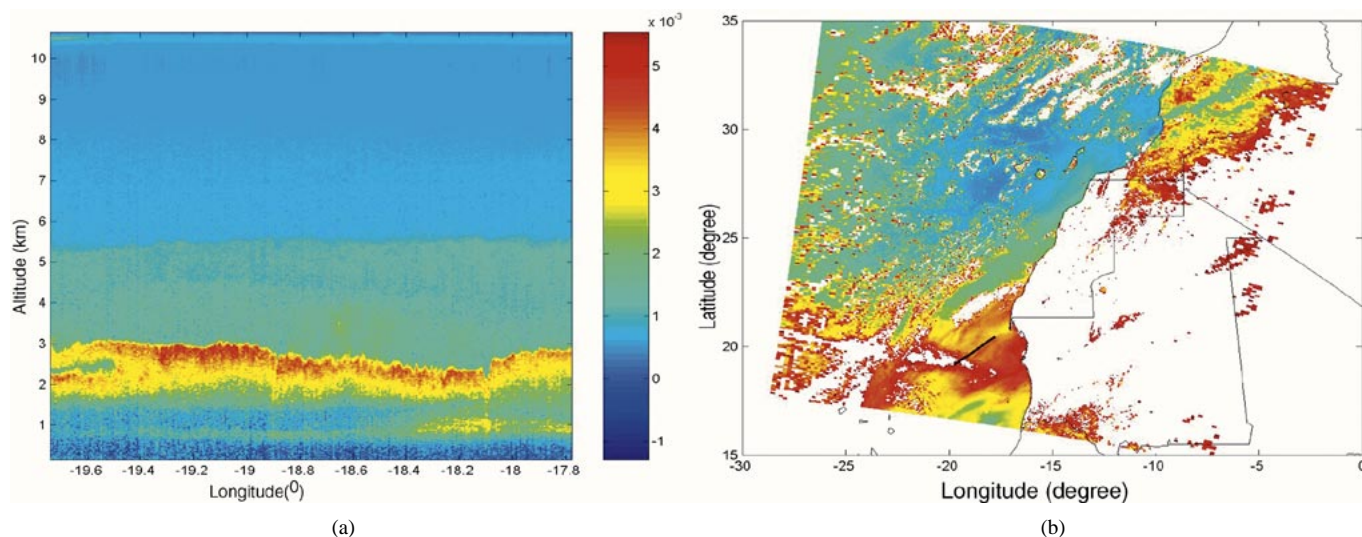 x 10⁻³
10
9
8
7
6
5
4
3
2
1
Altitude (km)
-19.6 -19.4 -19.2 -19 -18.8 -18.6 -18.4 -18.2 -18 -17.8
Longitude(⁰)
5
4
3
2
1
0
-1
(a)
35
30
25
20
15
Latitude (degree)
-30 -25 -20 -15 -10 -5 0
Longitude (degree)
(b)